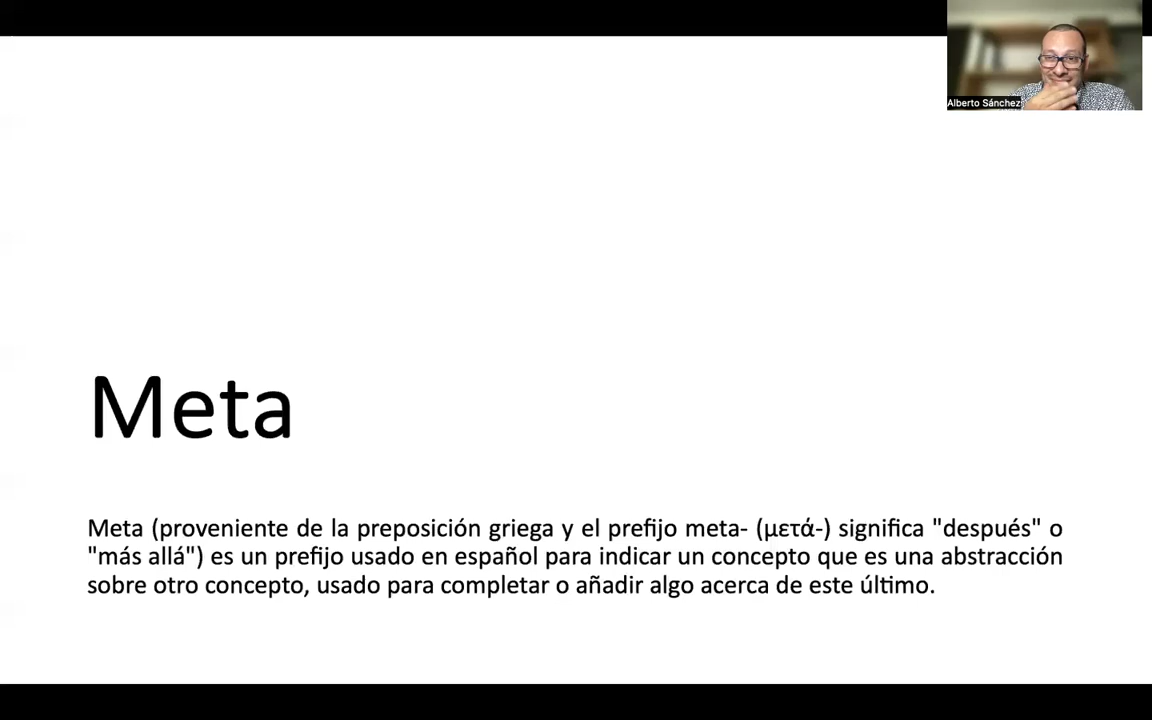 Alberto Sánchez
Meta
Meta (proveniente de la preposición griega y el prefijo meta- (μετά-) significa "después" o
"más allá") es un prefijo usado en español para indicar un concepto que es una abstracción
sobre otro concepto, usado para completar o añadir algo acerca de este último.